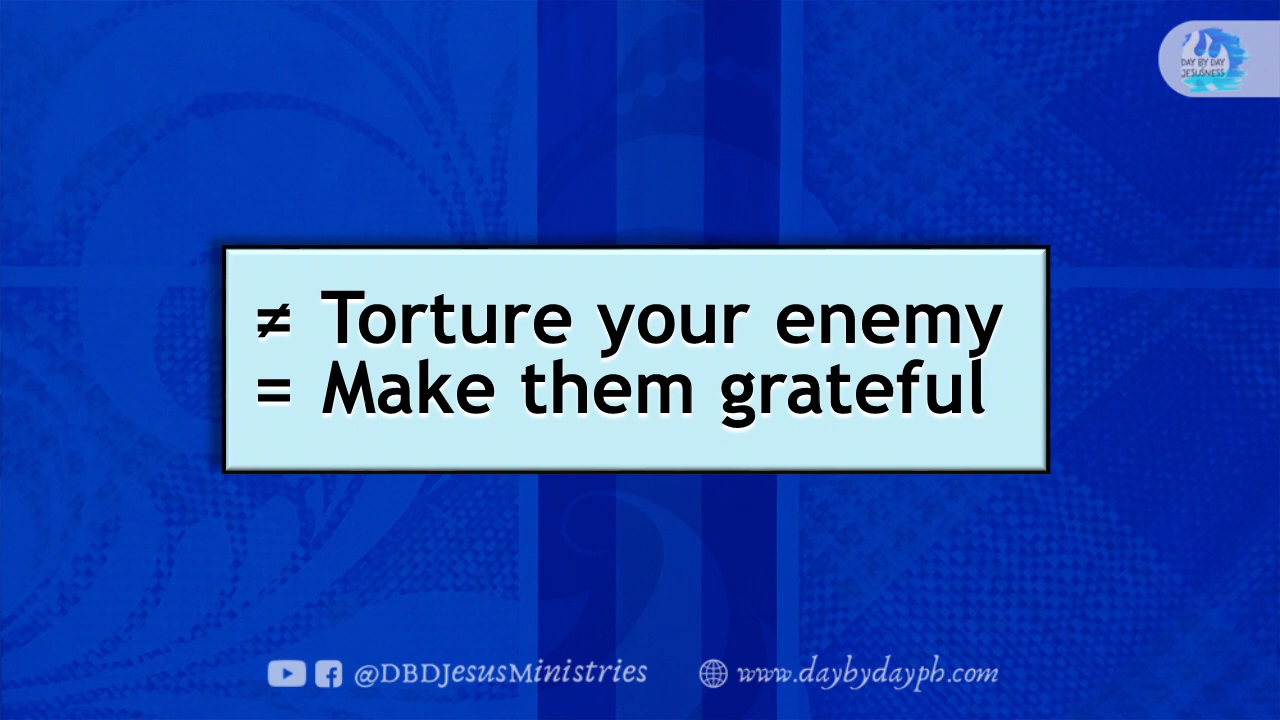 DAY BY DAY
JESUSNESS
≠ Torture your enemy
= Make them grateful
@DBDJesusMinistries
www.daybydayph.com